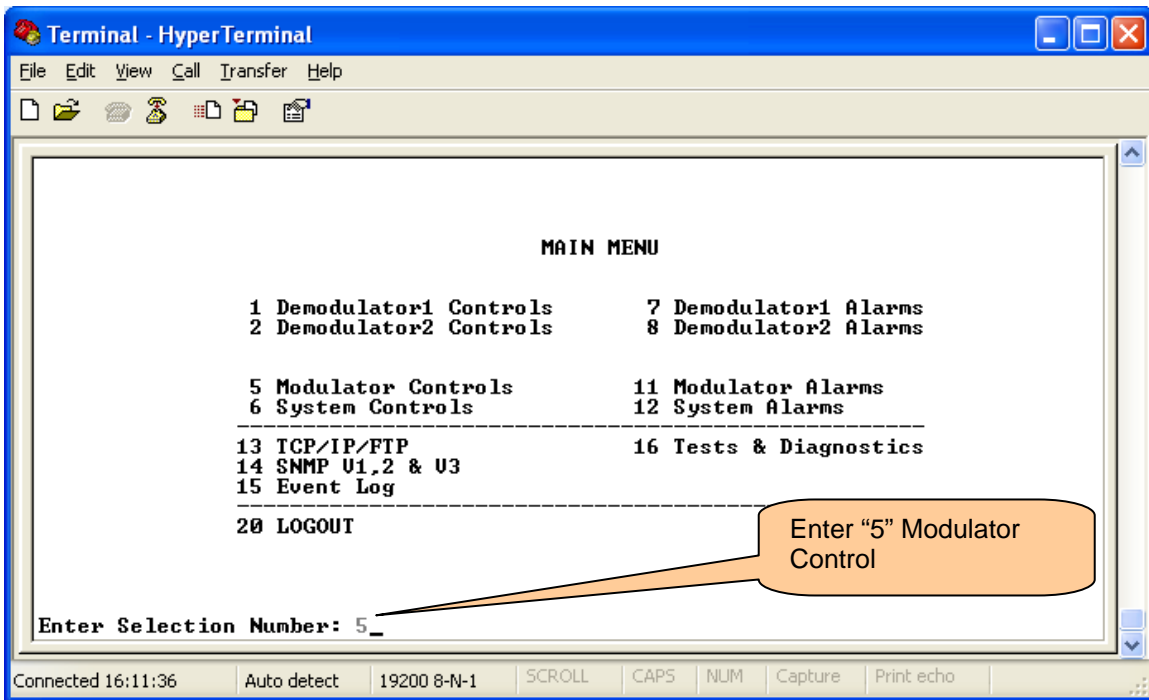 Terminal - HyperTerminal
File Edit View Call Transfer Help
MAIN MENU
1 Demodulator1 Controls 7 Demodulator1 Alarms
2 Demodulator2 Controls 8 Demodulator2 Alarms
5 Modulator Controls 11 Modulator Alarms
6 System Controls 12 System Alarms
13 TCP/IP/FTP 16 Tests & Diagnostics
14 SNMP V1,2 & V3
15 Event Log
20 LOGOUT
Enter “5” Modulator
Control
Enter Selection Number: 5_
Connected 16:11:36 Auto detect 19200 8-N-1 SCROLL CAPS NUM Capture Print echo